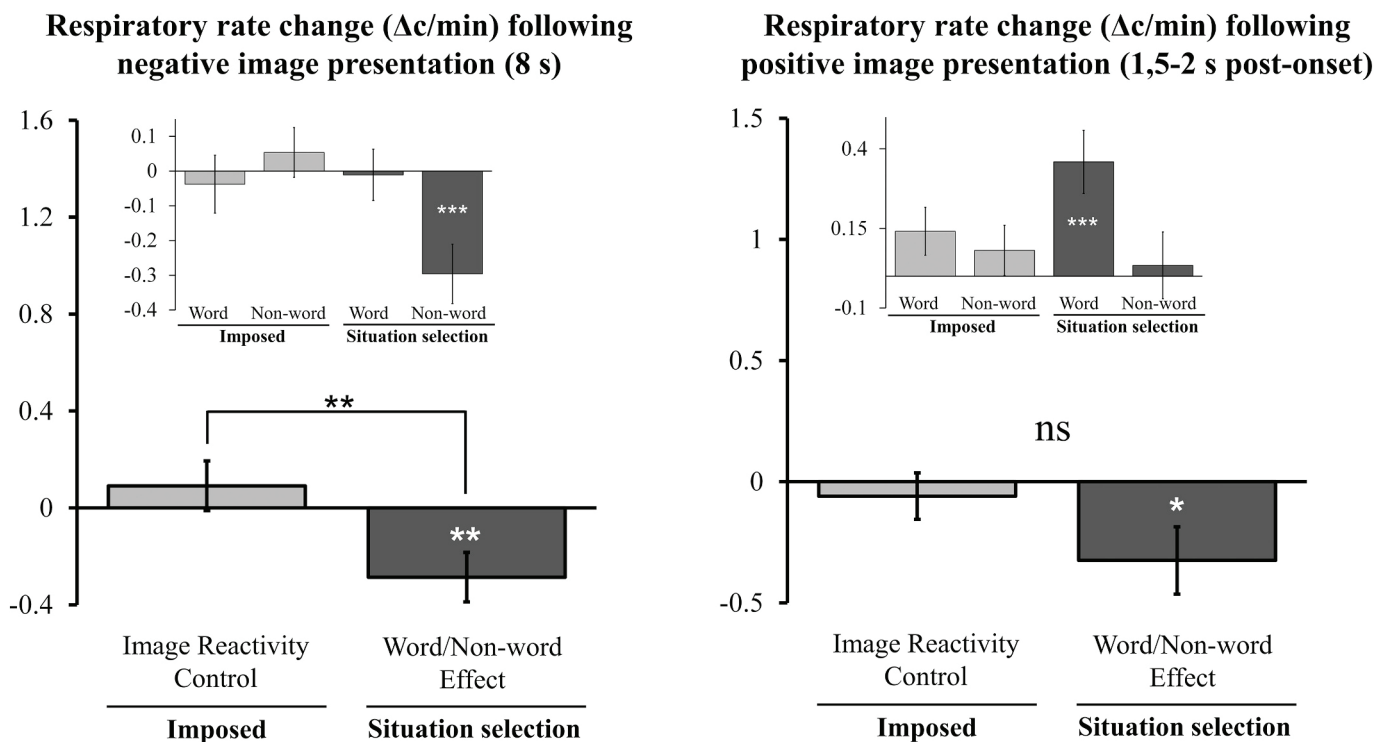 Respiratory rate change (Δc/min) following
negative image presentation (8 s)
1.6
1.2
0.8
0.4
0
-0.4
0.1
0
-0.1
-0.2
-0.3
-0.4
***
Word Non-word Word Non-word
Imposed Situation selection
**
**
Image Reactivity
Control
Word/Non-word
Effect
Imposed Situation selection
Respiratory rate change (Δc/min) following
positive image presentation (1,5-2 s post-onset)
1.5
1
0.5
0
-0.5
0.4
0.15
-0.1
***
Word Non-word Word Non-word
Imposed Situation selection
ns
*
Image Reactivity
Control
Word/Non-word
Effect
Imposed Situation selection